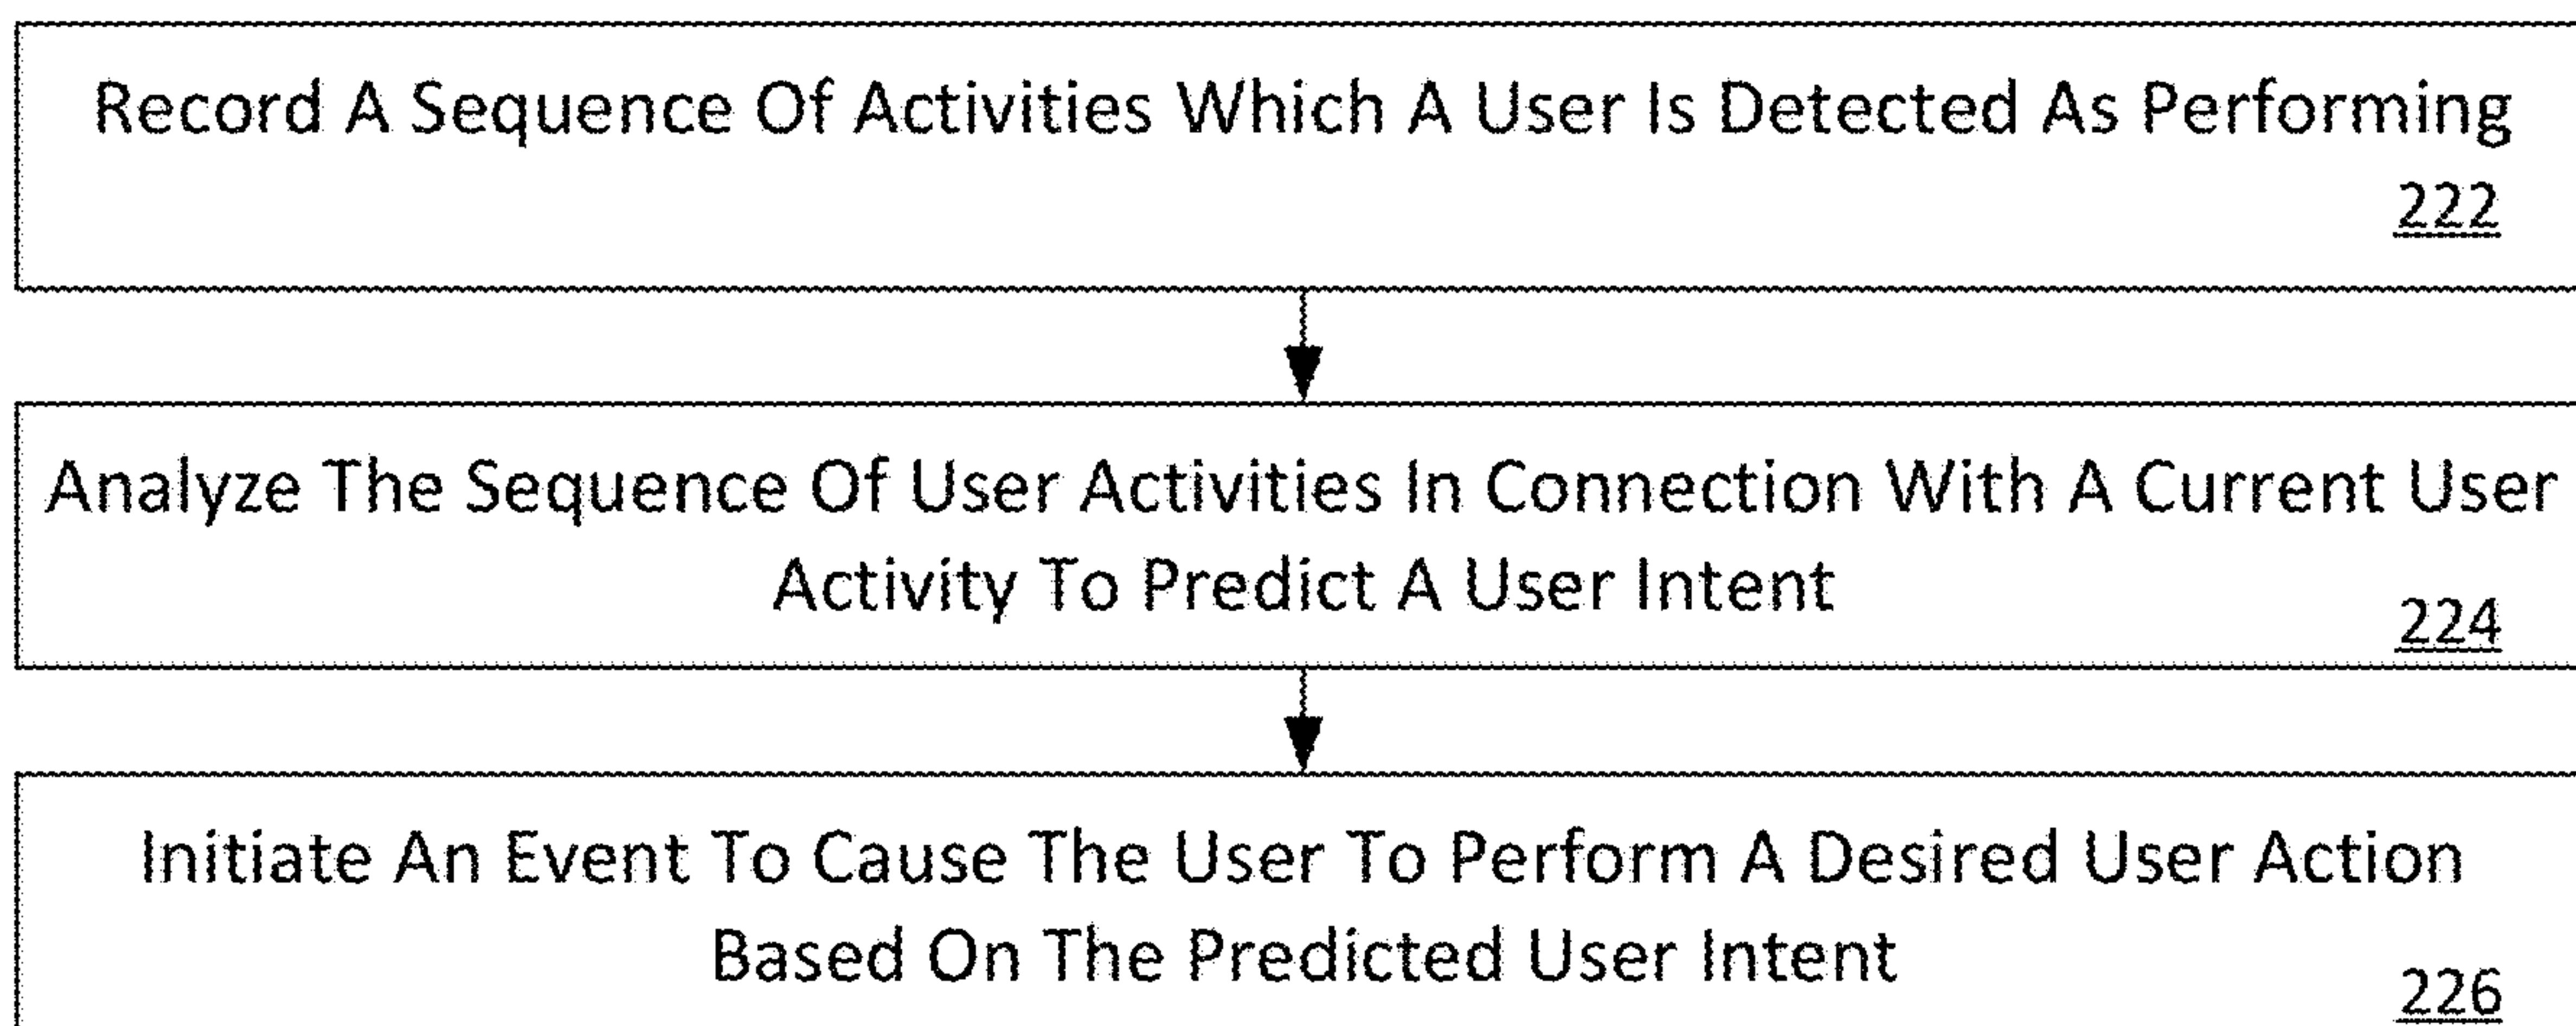 Record A Sequence Of Activities Which A User Is Detected As Performing
222
Analyze The Sequence Of User Activities In Connection With A Current User
Activity To Predict A User Intent
224
Initiate An Event To Cause The User To Perform A Desired User Action
Based On The Predicted User Intent
226